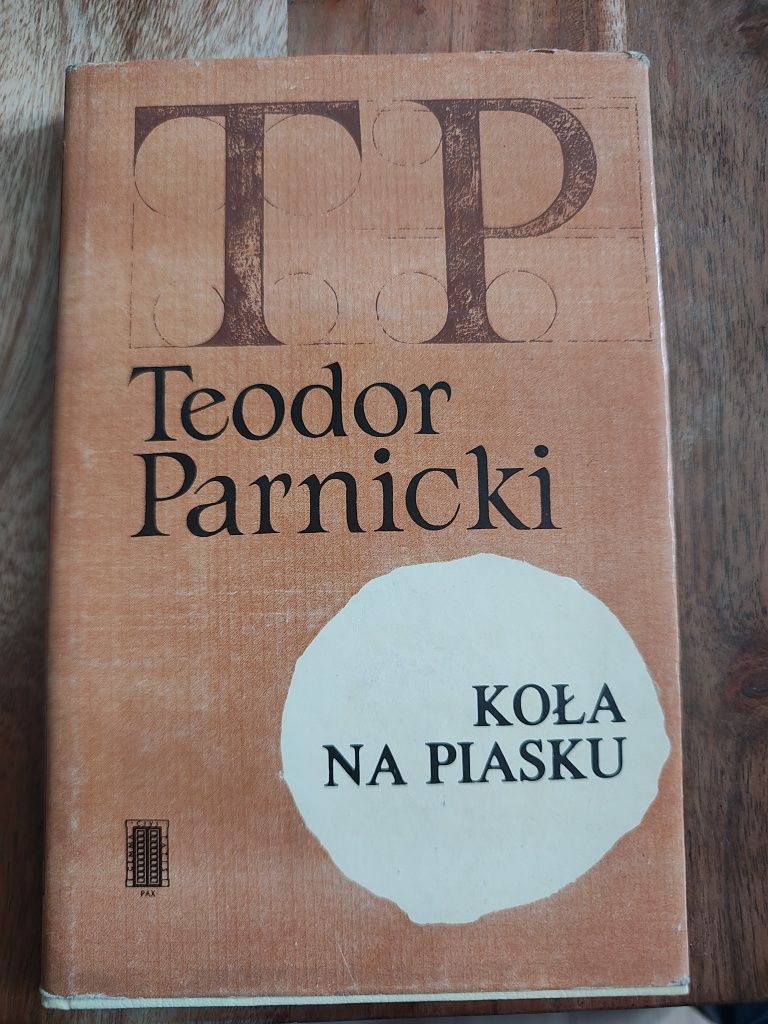 TP
Teodor
Parnicki
KOŁA
NA PIASKU
PAX